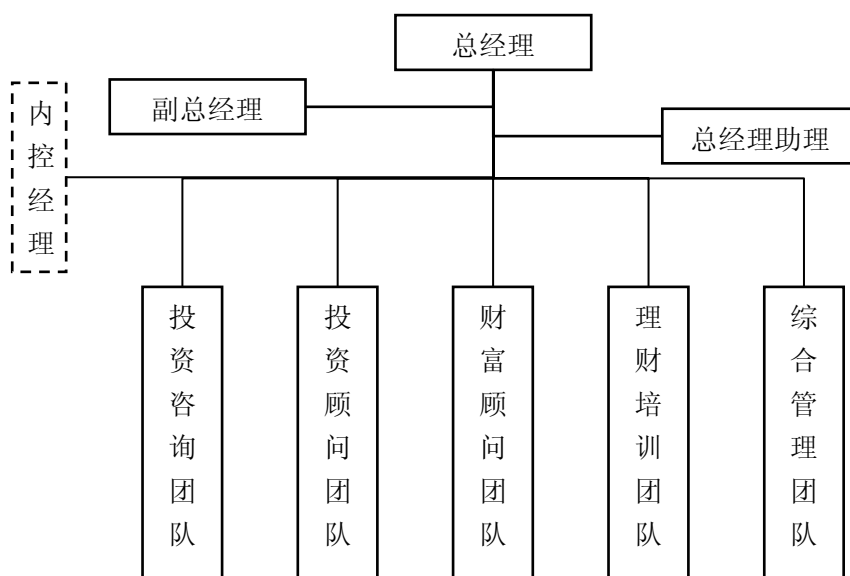 总经理
副总经理
总经理助理
内控经理
投资咨询团队
投资顾问团队
财富顾问团队
理财培训团队
综合管理团队